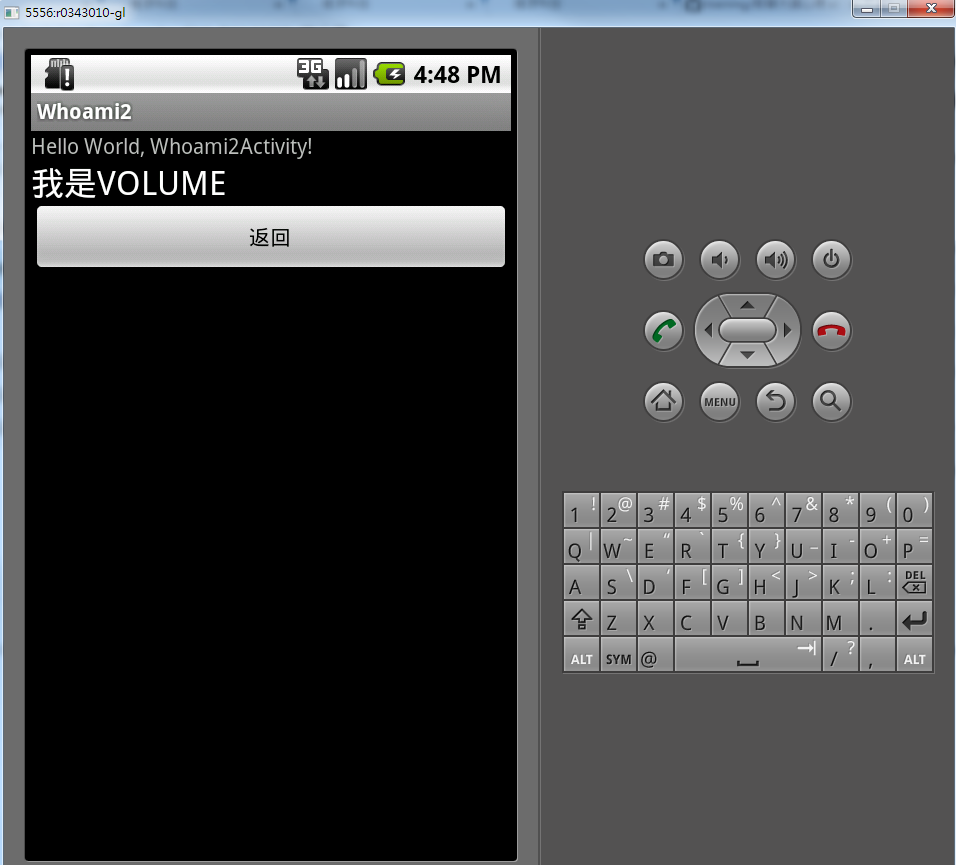 5556:r0343010-gl
3G 4:48 PM
Whoami2
Hello World, Whoami2Activity!
我是VOLUME
返回
MENU
1 ! 2 @ 3 # 4 $ 5 % 6 ^ 7 & 8 * 9 ( 0 )
Q | W ~ E “ R ` T { Y } U _ I - O + P =
A S \ D ‘ F [ G ] H < J > K ; L : DEL
Z X C V B N M .
ALT SYM @ / ? , ALT